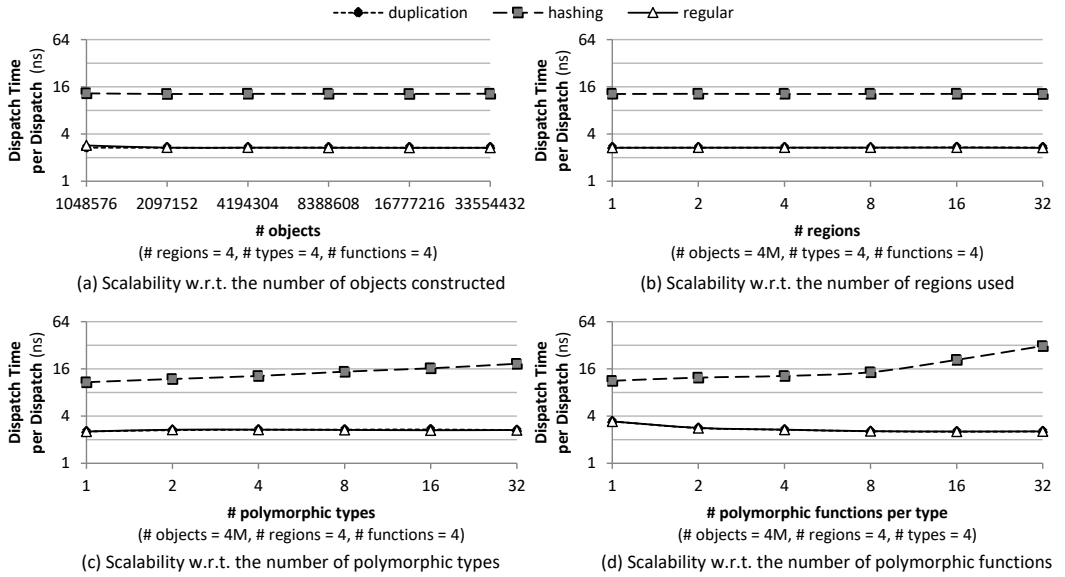 duplication hashing regular
Dispatch Time
per Dispatch (ns)
64
16
4
1
1048576 2097152 4194304 8388608 16777216 33554432
# objects
(# regions = 4, # types = 4, # functions = 4)
(a) Scalability w.r.t. the number of objects constructed
Dispatch Time
per Dispatch (ns)
64
16
4
1
1 2 4 8 16 32
# regions
(# objects = 4M, # types = 4, # functions = 4)
(b) Scalability w.r.t. the number of regions used
Dispatch Time
per Dispatch (ns)
64
16
4
1
1 2 4 8 16 32
# polymorphic types
(# objects = 4M, # regions = 4, # functions = 4)
(c) Scalability w.r.t. the number of polymorphic types
Dispatch Time
per Dispatch (ns)
64
16
4
1
1 2 4 8 16 32
# polymorphic functions per type
(# objects = 4M, # regions = 4, # types = 4)
(d) Scalability w.r.t. the number of polymorphic functions